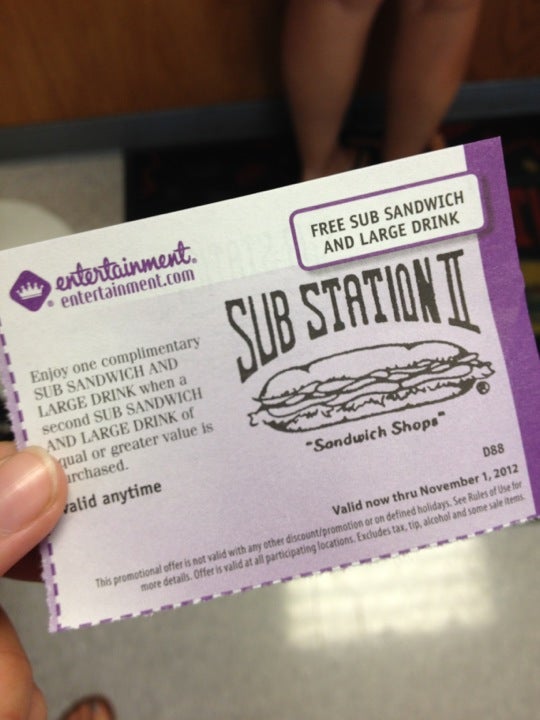 FREE SUB SANDWICH
AND LARGE DRINK
entertainment®
entertainment.com
SUB STATION II
®
"Sandwich Shops"
Enjoy one complimentary
SUB SANDWICH AND
LARGE DRINK when a
second SUB SANDWICH
AND LARGE DRINK of
qual or greater value is
urchased.
valid anytime
D88
Valid now thru November 1, 2012
This promotional offer is not valid with any other discount/promotion or on defined holidays. See Rules of Use for
more details. Offer is valid at all participating locations. Excludes tax, tip, alcohol and some sale items.